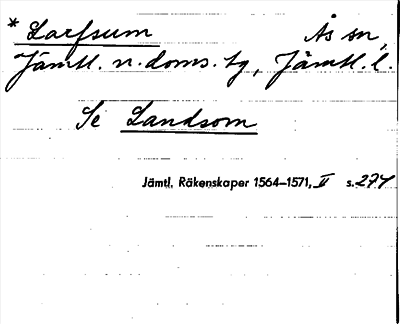 * Larfsum Ås sn,
Jämtl. n. doms. tg, Jämtl. l.
Se Landsom
Jämtl. Räkenskaper 1564–1571, II s. 274